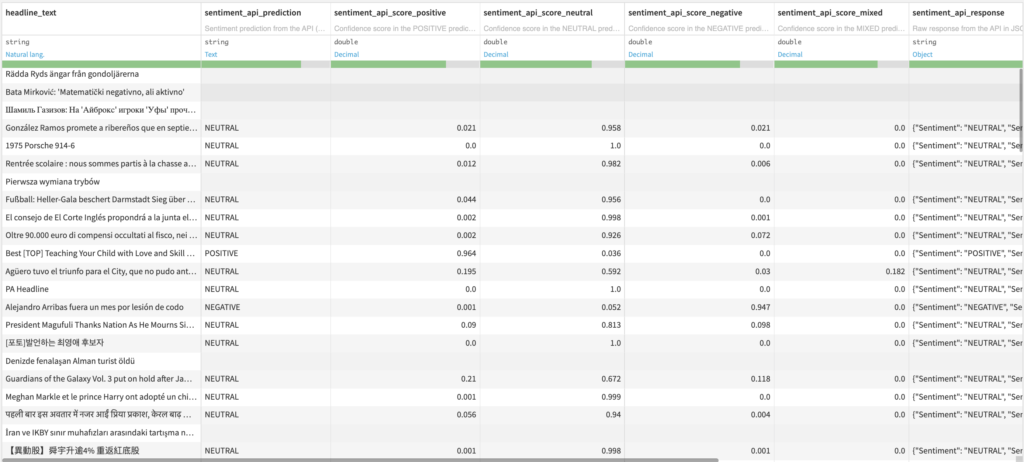 headline_text sentiment_api_prediction sentiment_api_score_positive sentiment_api_score_neutral sentiment_api_score_negative sentiment_api_score_mixed sentiment_api_response
Sentiment prediction from the API ( Confidence score in the POSITIVE predic... Confidence score in the NEUTRAL pred... Confidence score in the NEGATIVE pre... Confidence score in the MIXED predi... Raw response from the API in JSC
string string double double double double string
Natural lang. Text Decimal Decimal Decimal Decimal Object
Rädda Ryds ängar från gondoljärerna
Bata Mirković: 'Matematički negativno, ali aktivno'
Шамиль Газизов: На 'Айброкс' игроки 'Уфы' проч...
González Ramos promete a ribereños que en septie... NEUTRAL 0.021 0.958 0.021 0.0 {"Sentiment": "NEUTRAL", "Ser
1975 Porsche 914-6 NEUTRAL 0.0 1.0 0.0 0.0 {"Sentiment": "NEUTRAL", "Ser
Rentrée scolaire : nous sommes partis à la chasse a... NEUTRAL 0.012 0.982 0.006 0.0 {"Sentiment": "NEUTRAL", "Ser
Pierwsza wymiana trybów
Fußball: Heller-Gala beschert Darmstadt Sieg über ... NEUTRAL 0.044 0.956 0.0 0.0 {"Sentiment": "NEUTRAL", "Ser
El consejo de El Corte Inglés propondrá a la junta el... NEUTRAL 0.002 0.998 0.001 0.0 {"Sentiment": "NEUTRAL", "Ser
Oltre 90.000 euro di compensi occultati al fisco, nei ... NEUTRAL 0.002 0.926 0.072 0.0 {"Sentiment": "NEUTRAL", "Ser
Best [TOP] Teaching Your Child with Love and Skill ... POSITIVE 0.964 0.036 0.0 0.0 {"Sentiment": "POSITIVE", "Ser
Agüero tuvo el triunfo para el City, que no pudo ant... NEUTRAL 0.195 0.592 0.03 0.182 {"Sentiment": "NEUTRAL", "Ser
PA Headline NEUTRAL 0.0 1.0 0.0 0.0 {"Sentiment": "NEUTRAL", "Ser
Alejandro Arribas fuera un mes por lesión de codo NEGATIVE 0.001 0.052 0.947 0.0 {"Sentiment": "NEGATIVE", "Ser
President Magufuli Thanks Nation As He Mourns Si... NEUTRAL 0.09 0.813 0.098 0.0 {"Sentiment": "NEUTRAL", "Ser
[포토]발언하는 최영애 후보자 NEUTRAL 0.0 1.0 0.0 0.0 {"Sentiment": "NEUTRAL", "Ser
Denizde fenalaşan Alman turist öldü
Guardians of the Galaxy Vol. 3 put on hold after Ja... NEUTRAL 0.21 0.672 0.118 0.0 {"Sentiment": "NEUTRAL", "Ser
Meghan Markle et le prince Harry ont adopté un chi... NEUTRAL 0.001 0.999 0.0 0.0 {"Sentiment": "NEUTRAL", "Ser
पहली बार इस अवतार में नजर आईं प्रिया प्रकाश, केरल बाढ़ ... NEUTRAL 0.056 0.94 0.004 0.0 {"Sentiment": "NEUTRAL", "Ser
İran ve IKBY sınır muhafızları arasındaki tartışma n...
【異動股】舜宇升逾4% 重返紅底股 NEUTRAL 0.001 0.998 0.001 0.0 {"Sentiment": "NEUTRAL", "Ser